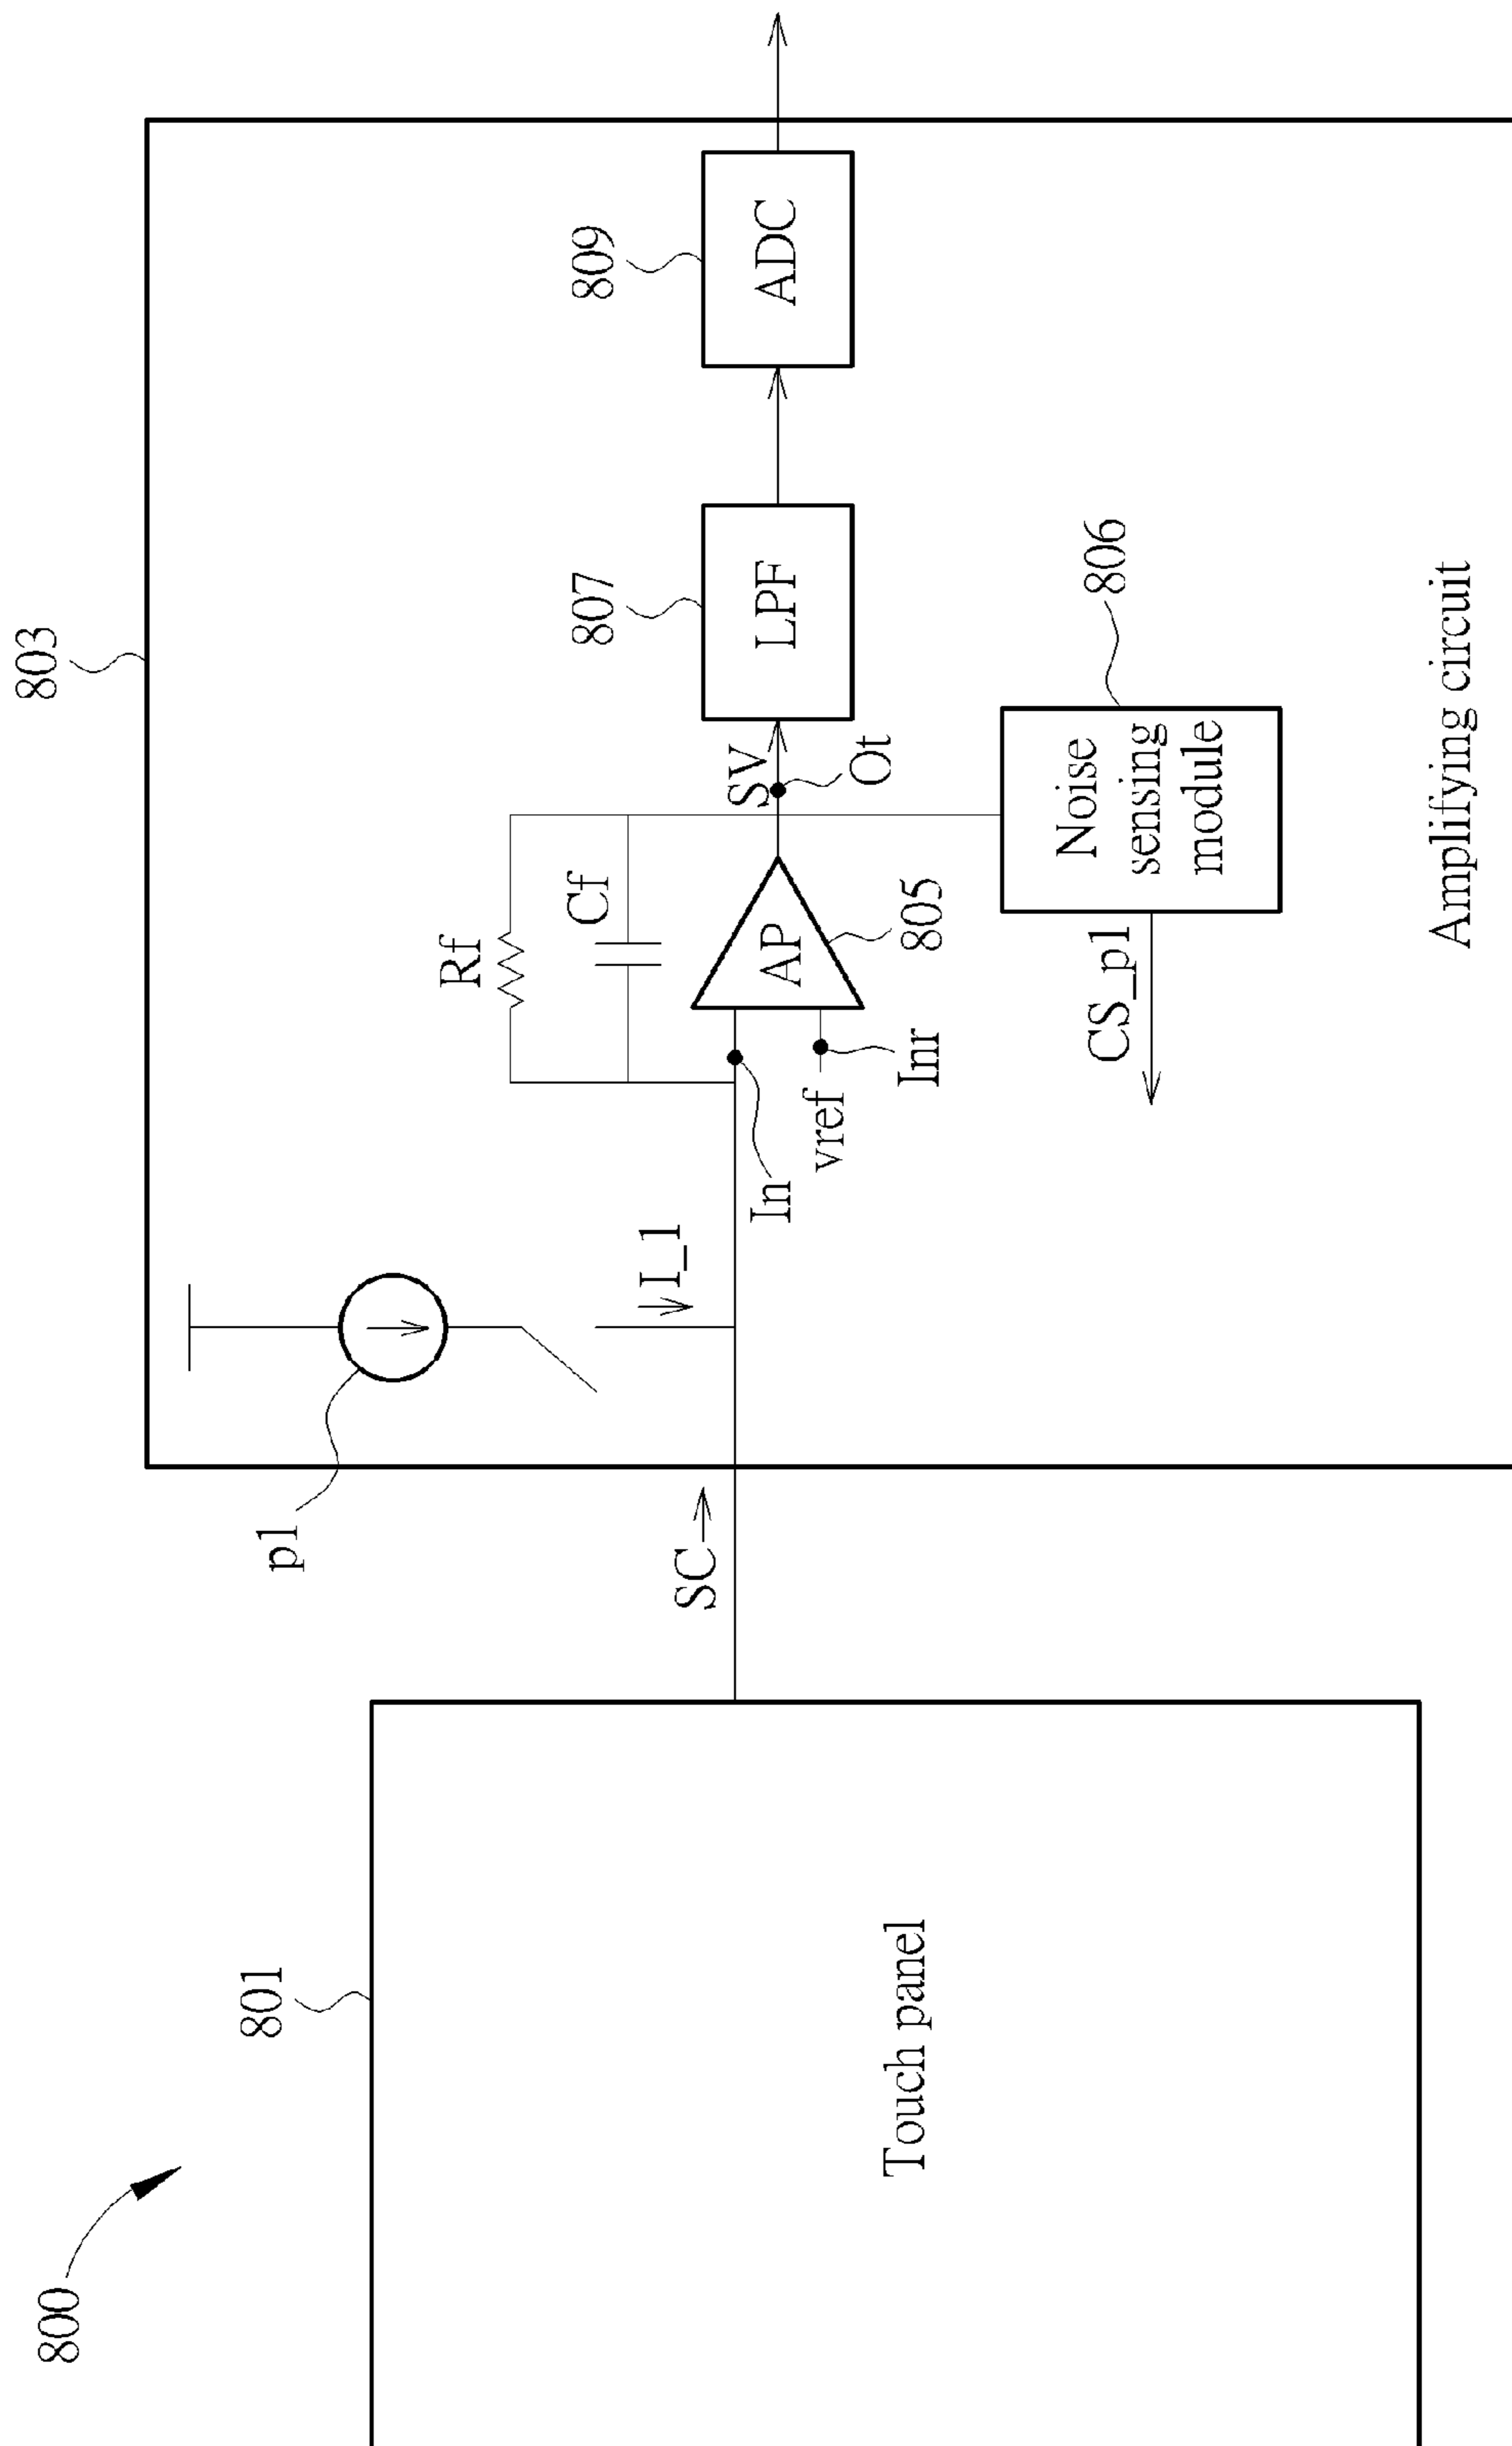 800
801
Touch panel
SC
803
p1
I_1
In
vref
Inr
Rf
Cf
AP
805
SV
Ot
807
LPF
809
ADC
Noise
sensing
module
806
CS_p1
Amplifying circuit